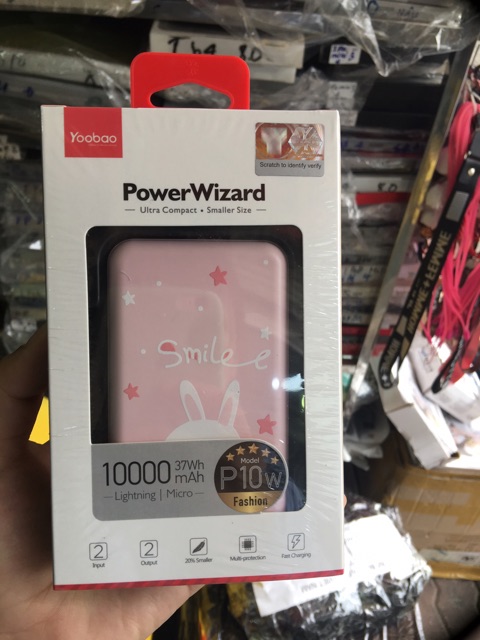 Yoobao
Scratch to identify verify
PowerWizard
Ultra Compact • Smaller Size
Smilee
10000 37Wh mAh
Lightning | Micro
Model
P10W
Fashion
2
Input
2
Output
20% Smaller
Multi-protection
Fast Charging